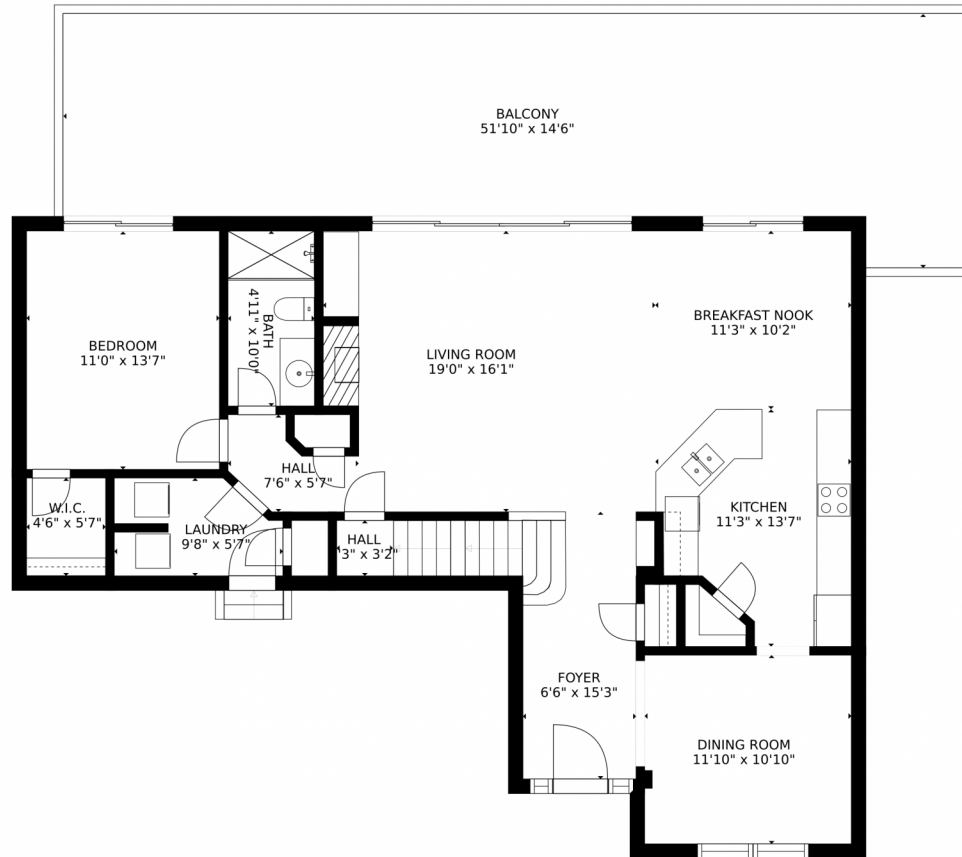 BALCONY
51'10" x 14'6"
BREAKFAST NOOK
11'3" x 10'2"
BEDROOM
11'0" x 13'7"
BATH
4'11" x 10'0"
LIVING ROOM
19'0" x 16'1"
HALL
7'6" x 5'7"
W.I.C.
4'6" x 5'7"
LAUNDRY
9'8" x 5'7"
HALL
3" x 3'2"
KITCHEN
11'3" x 13'7"
FOYER
6'6" x 15'3"
DINING ROOM
11'10" x 10'10"